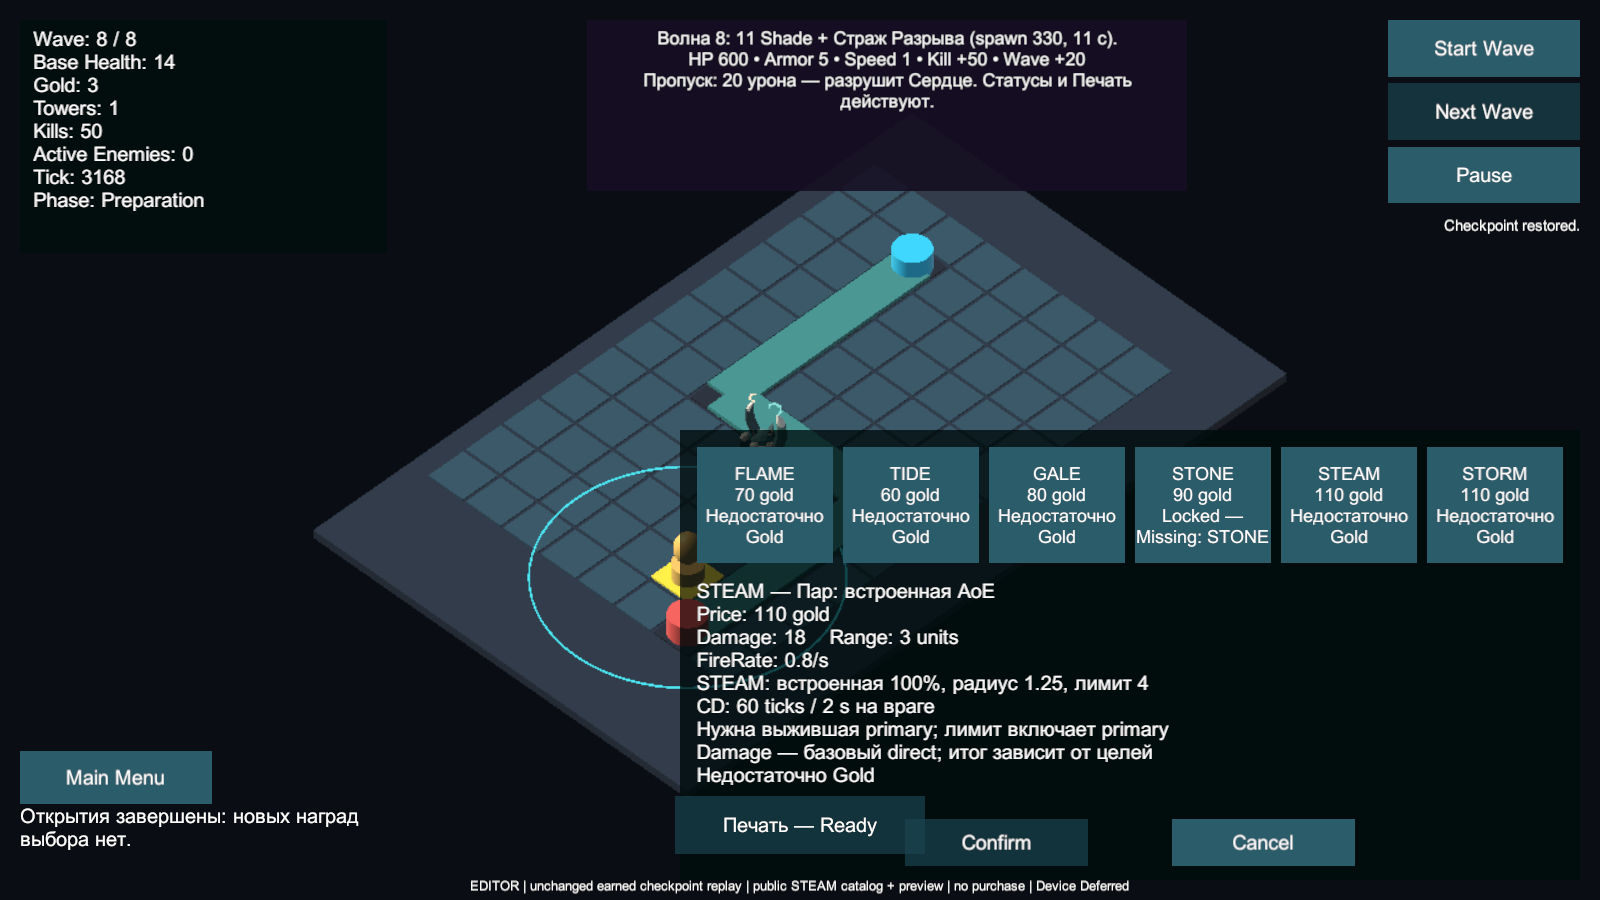 Wave: 8 / 8
Base Health: 14
Gold: 3
Towers: 1
Kills: 50
Active Enemies: 0
Tick: 3168
Phase: Preparation
Волна 8: 11 Shade + Страж Разрыва (spawn 330, 11 с).
HP 600 • Armor 5 • Speed 1 • Kill +50 • Wave +20
Пропуск: 20 урона — разрушит Сердце. Статусы и Печать
действуют.
Start Wave
Next Wave
Pause
Checkpoint restored.
FLAME
70 gold
Недостаточно
Gold
TIDE
60 gold
Недостаточно
Gold
GALE
80 gold
Недостаточно
Gold
STONE
90 gold
Locked —
Missing: STONE
STEAM
110 gold
Недостаточно
Gold
STORM
110 gold
Недостаточно
Gold
STEAM — Пар: встроенная AoE
Price: 110 gold
Damage: 18 Range: 3 units
FireRate: 0.8/s
STEAM: встроенная 100%, радиус 1.25, лимит 4
CD: 60 ticks / 2 s на враге
Нужна выжившая primary; лимит включает primary
Damage — базовый direct; итог зависит от целей
Недостаточно Gold
Main Menu
Открытия завершены: новых наград
выбора нет.
Печать — Ready
Confirm
Cancel
EDITOR | unchanged earned checkpoint replay | public STEAM catalog + preview | no purchase | Device Deferred